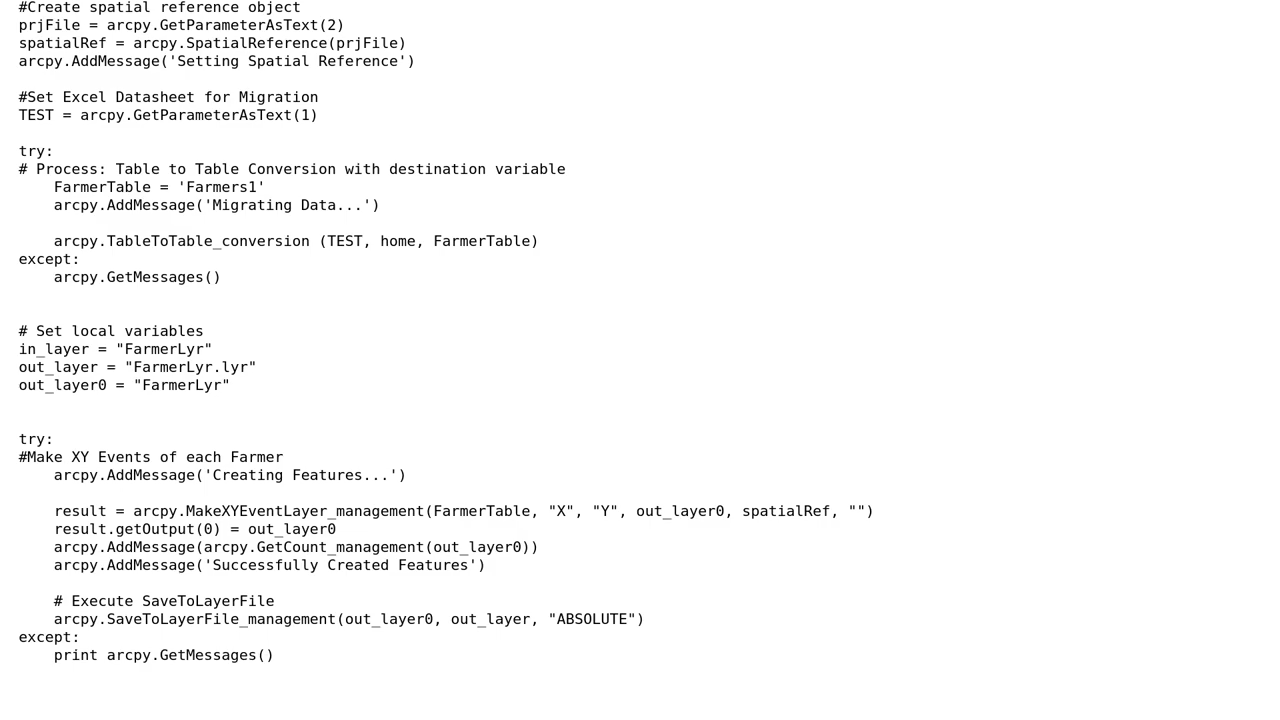 #Create spatial reference object
prjFile = arcpy.GetParameterAsText(2)
spatialRef = arcpy.SpatialReference(prjFile)
arcpy.AddMessage('Setting Spatial Reference')

#Set Excel Datasheet for Migration
TEST = arcpy.GetParameterAsText(1)

try:
# Process: Table to Table Conversion with destination variable
    FarmerTable = 'Farmers1'
    arcpy.AddMessage('Migrating Data...')

    arcpy.TableToTable_conversion (TEST, home, FarmerTable)
except:
    arcpy.GetMessages()


# Set local variables
in_layer = "FarmerLyr"
out_layer = "FarmerLyr.lyr"
out_layer0 = "FarmerLyr"


try:
#Make XY Events of each Farmer
    arcpy.AddMessage('Creating Features...')

    result = arcpy.MakeXYEventLayer_management(FarmerTable, "X", "Y", out_layer0, spatialRef, "")
    result.getOutput(0) = out_layer0
    arcpy.AddMessage(arcpy.GetCount_management(out_layer0))
    arcpy.AddMessage('Successfully Created Features')

    # Execute SaveToLayerFile
    arcpy.SaveToLayerFile_management(out_layer0, out_layer, "ABSOLUTE")
except:
    print arcpy.GetMessages()